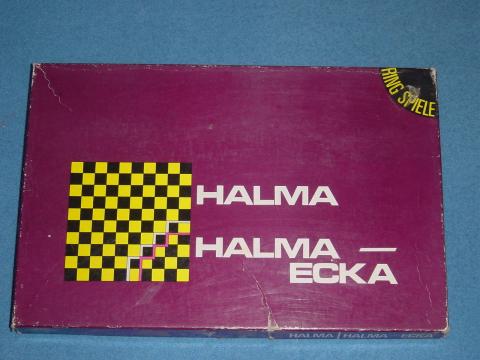 RING SPIELE
HALMA
HALMA —
ECKA
HALMA / HALMA — ECKA